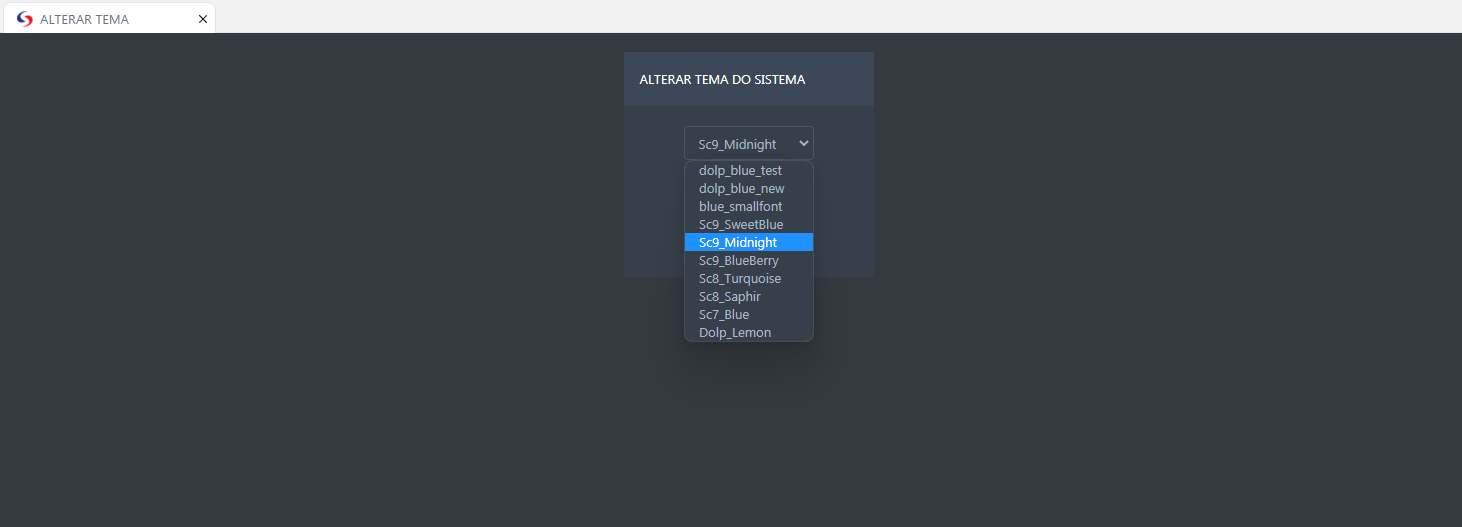 ALTERAR TEMA
ALTERAR TEMA DO SISTEMA
Sc9_Midnight
dolp_blue_test
dolp_blue_new
blue_smallfont
Sc9_SweetBlue
Sc9_Midnight
Sc9_BlueBerry
Sc8_Turquoise
Sc8_Saphir
Sc7_Blue
Dolp_Lemon